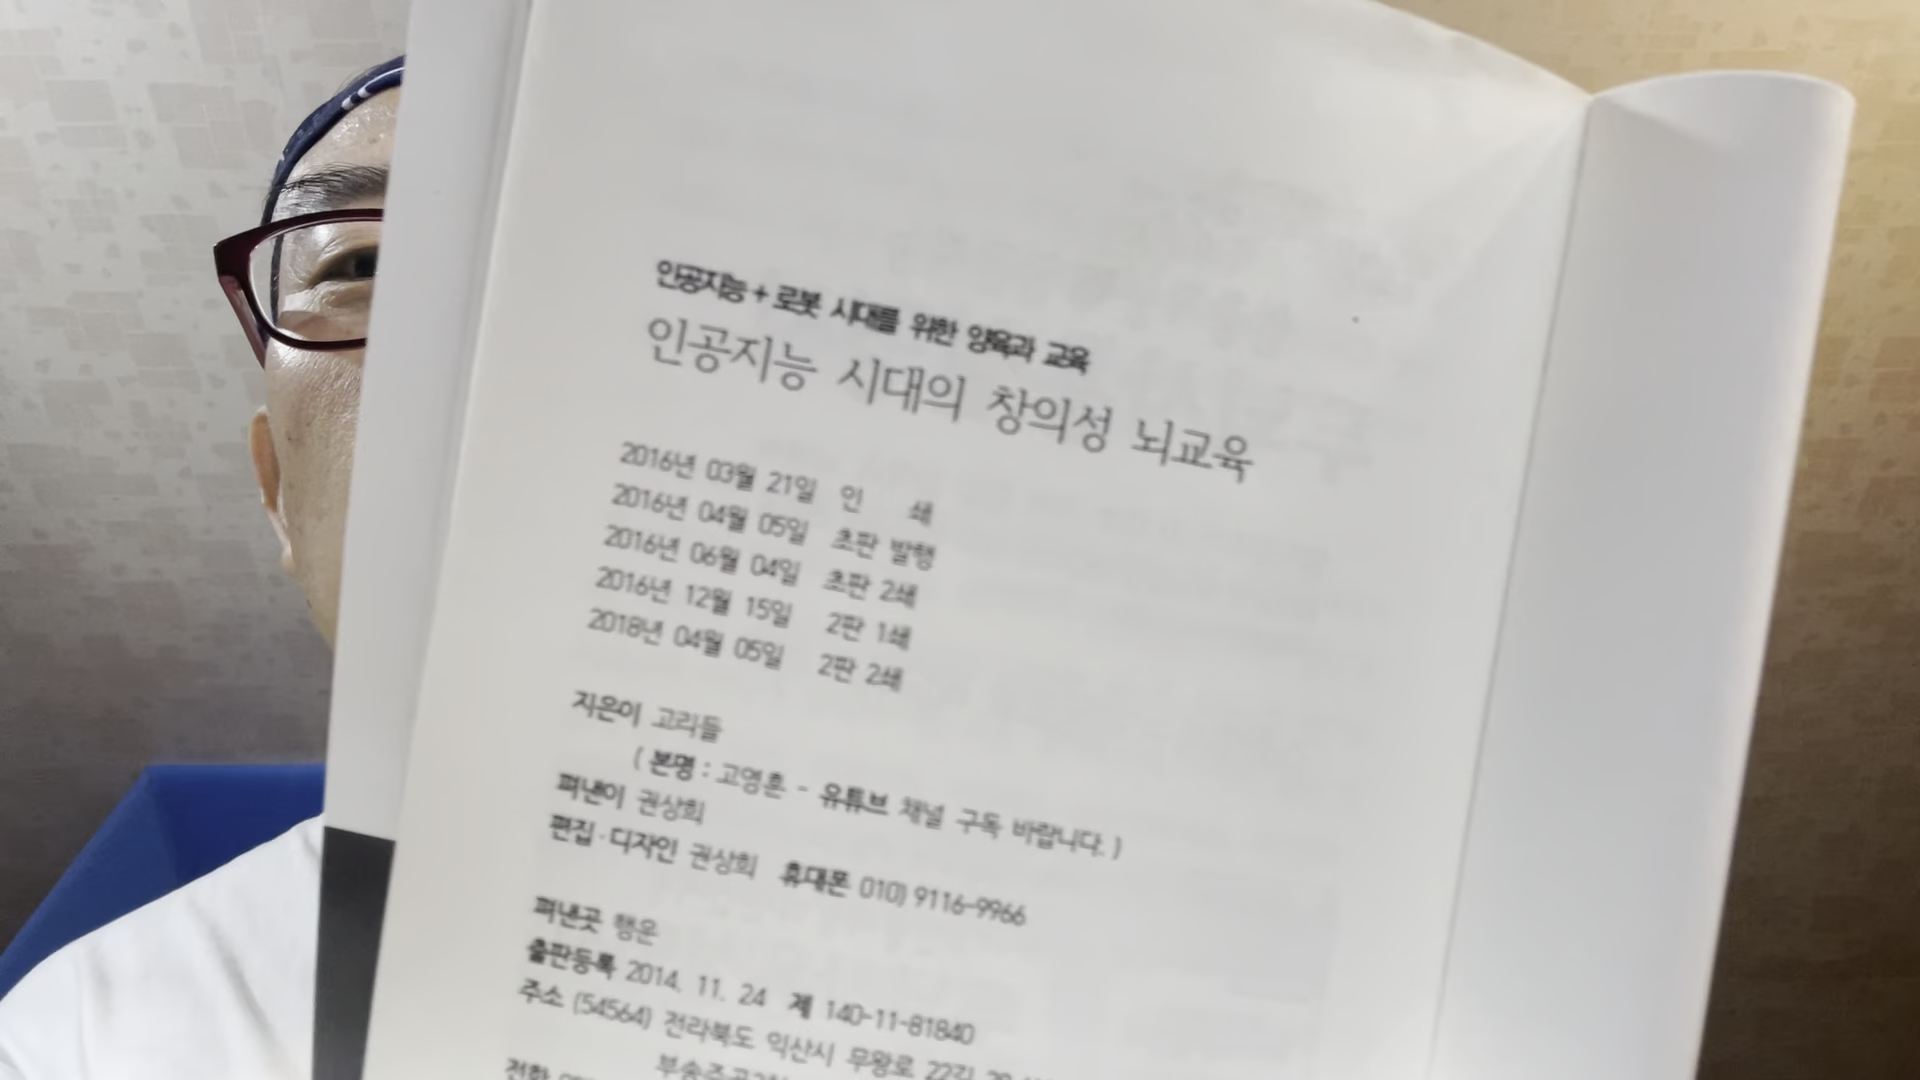 인공지능+로봇 시대를 위한 양육과 교육
인공지능 시대의 창의성 뇌교육
2016년 03월 21일 인 쇄
2016년 04월 05일 초판 발행
2016년 06월 04일 초판 2쇄
2016년 12월 15일 2판 1쇄
2018년 04월 05일 2판 2쇄
지은이 고리들
( 본명 : 고영훈 - 유튜브 채널 구독 바랍니다. )
펴낸이 권상희
편집·디자인 권상희 휴대폰 010) 9116-9966
펴낸곳 행운
출판등록 2014. 11. 24 제 140-11-81840
주소 (54564) 전라북도 익산시 무왕로 22길
전화